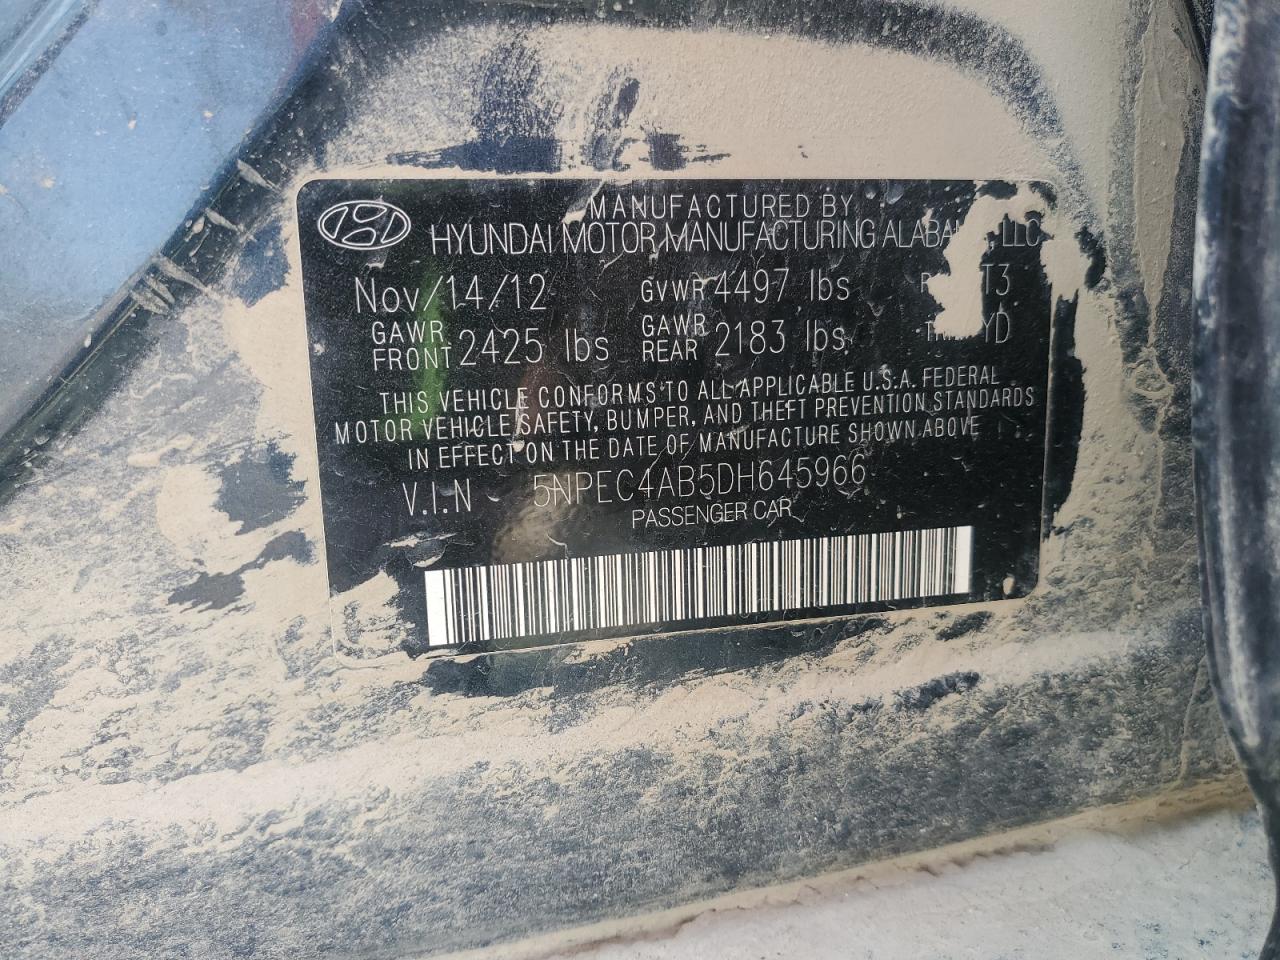 MANUFACTURED BY
HYUNDAI MOTOR MANUFACTURING LLC
Nov/14/12 GVWR 4497 lbs
GAWR FRONT 2425 lbs GAWR REAR 2183 lbs
THIS VEHICLE CONFORMS TO ALL APPLICABLE U.S.A. FEDERAL
MOTOR VEHICLE SAFETY, BUMPER, AND THEFT PREVENTION STANDARDS
IN EFFECT ON THE DATE OF MANUFACTURE SHOWN ABOVE
V.I.N 5NPEC4AB5DH645966
PASSENGER CAR